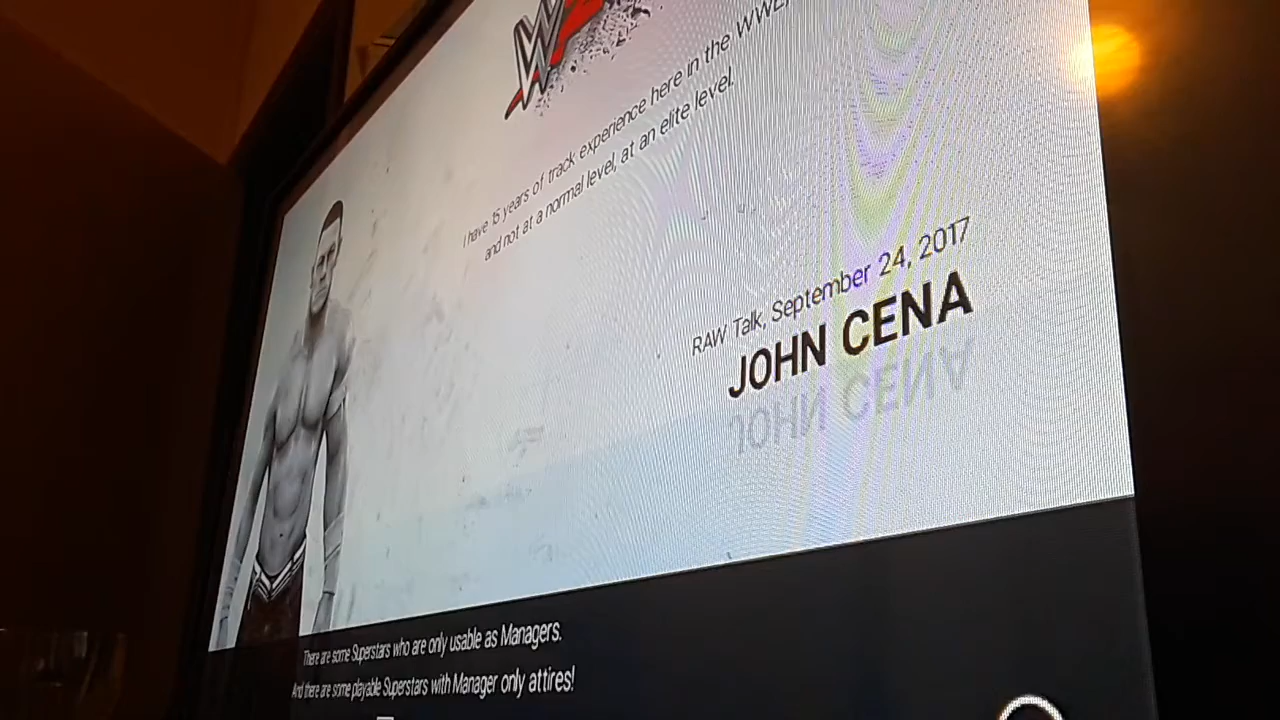 W2
I have 15 years of track experience here in the WWE,
and not at a normal level, at an elite level.
RAW Talk, September 24, 2017
JOHN CENA
There are some Superstars who are only usable as Managers.
And there are some playable Superstars with Manager only attires!